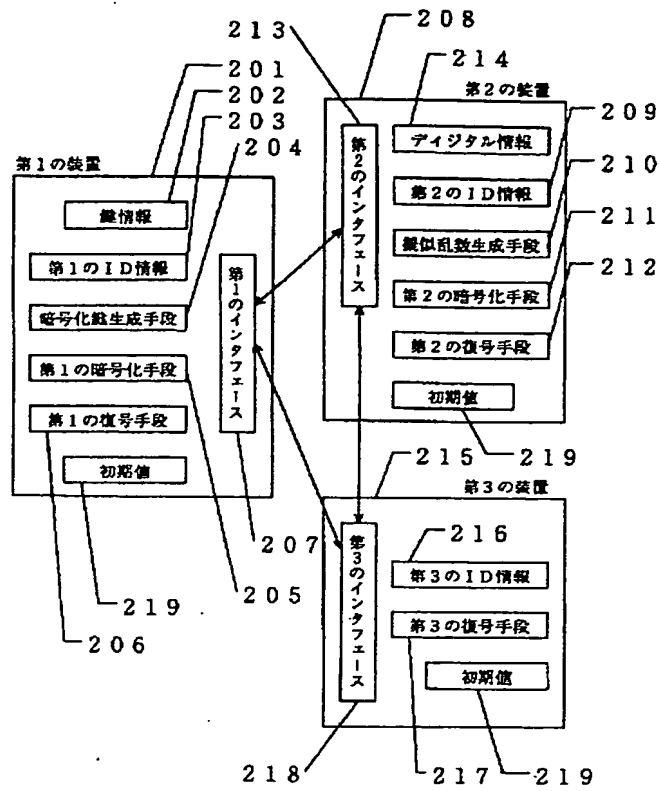 208
213
214
201
第2の装置
202
209
203
ディジタル情報
210
204
第1の装置
211
第2のID情報
212
鍵情報
擬似乱数生成手段
第2のインタフェース
第1のID情報
第2の暗号化手段
暗号化鍵生成手段
第2の復号手段
第1のインタフェース
第1の暗号化手段
初期値
第1の復号手段
215
219
初期値
第3の装置
216
207
第3のID情報
219
205
第3の復号手段
206
第3のインタフェース
初期値
218
217
219